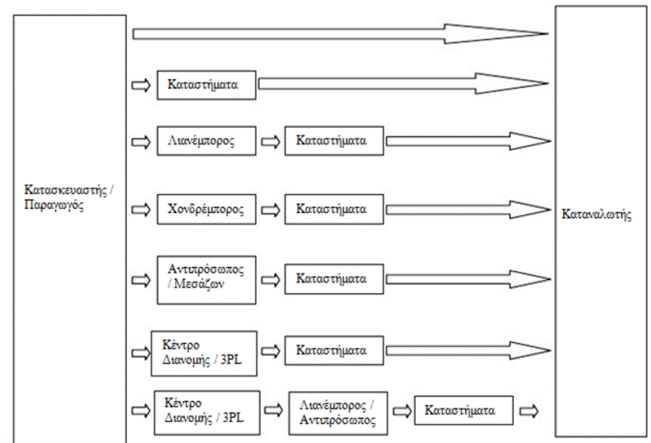 Κατασκευαστής /
Παραγωγός
Καταστήματα
Λιανέμπορος
Καταστήματα
Χονδρέμπορος
Καταστήματα
Αντιπρόσωπος
/ Μεσάζων
Καταστήματα
Κέντρο
Διανομής / 3PL
Καταστήματα
Κέντρο
Διανομής / 3PL
Λιανέμπορος /
Αντιπρόσωπος
Καταστήματα
Καταναλωτής